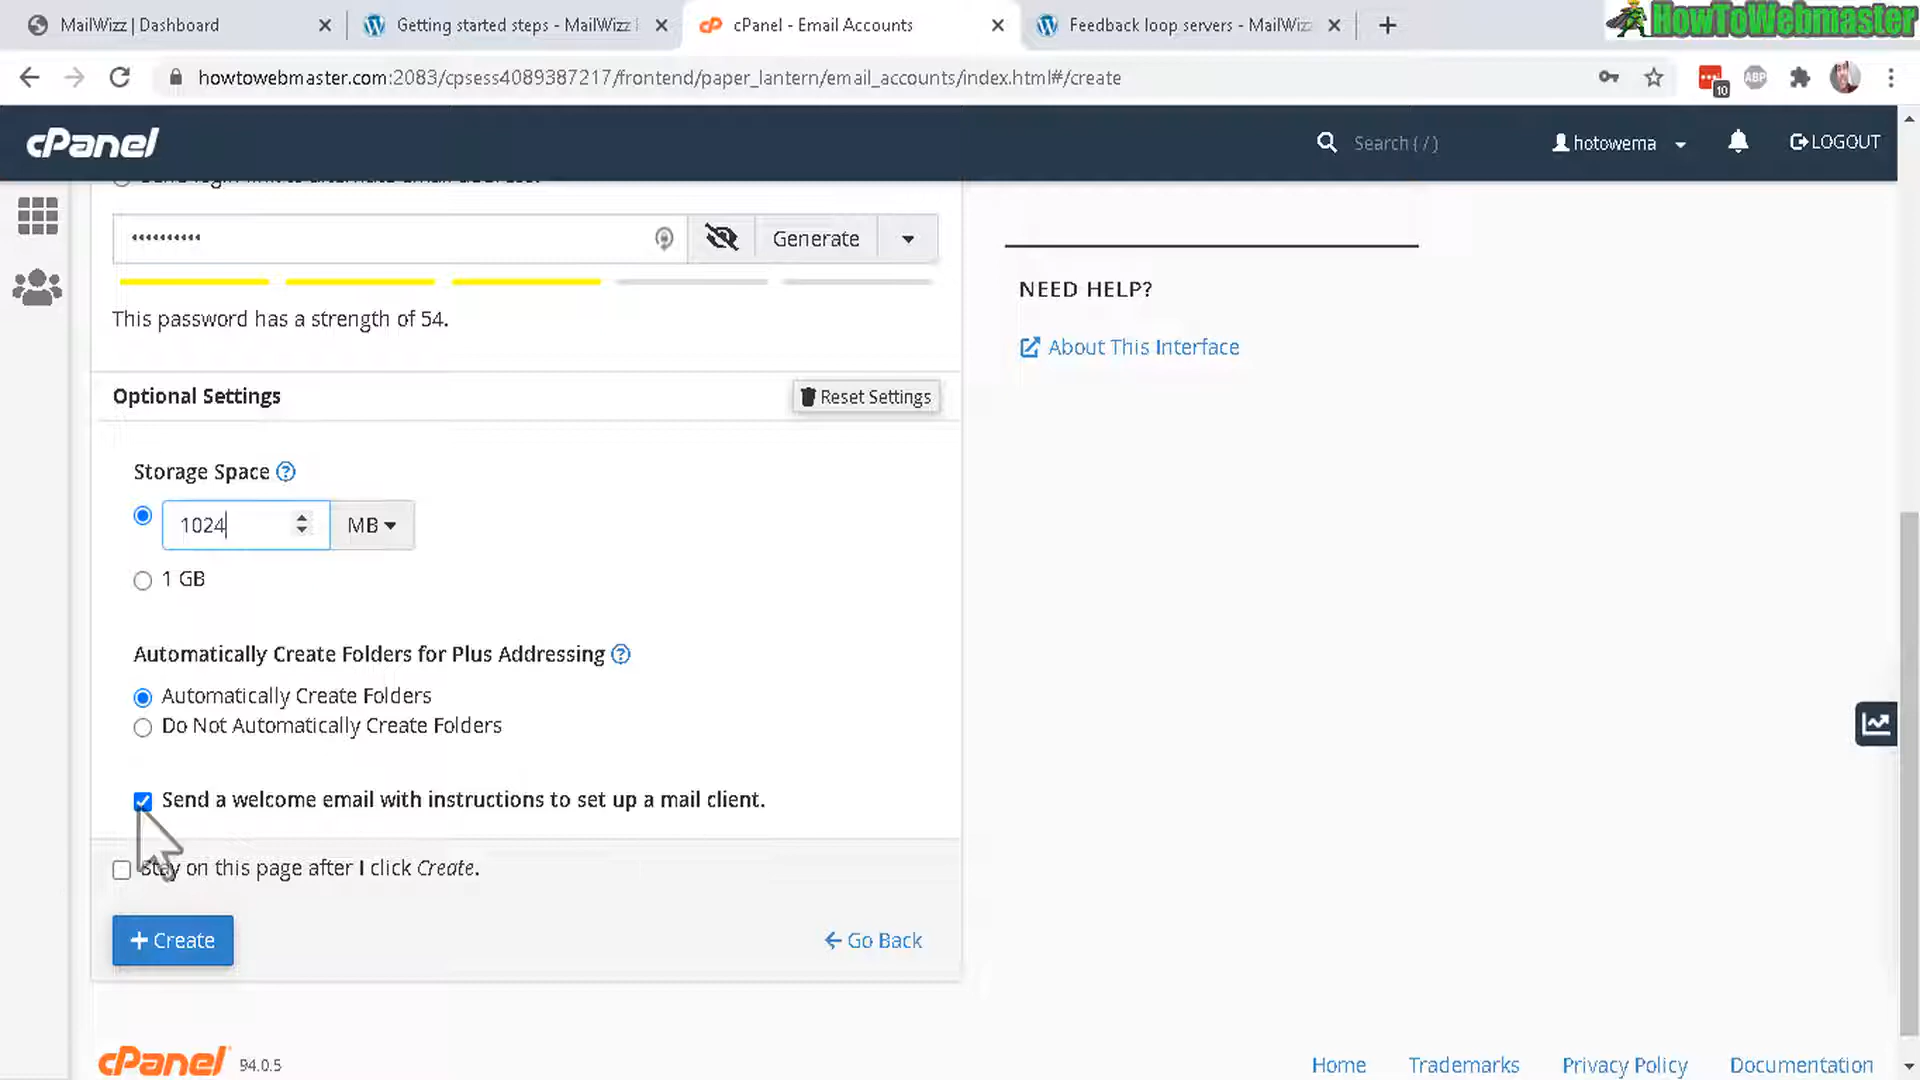 MailWizz | Dashboard
Getting started steps - MailWizz
cPanel - Email Accounts
Feedback loop servers - MailWizz
HowToWebmaster
howtowebmaster.com:2083/cpsess4089387217/frontend/paper_lantern/email_accounts/index.html#/create
10
ABP
cPanel
Search ( / )
hotowema
LOGOUT
••••••••••
Generate
This password has a strength of 54.
NEED HELP?
About This Interface
Optional Settings
Reset Settings
Storage Space
1024
MB
1 GB
Automatically Create Folders for Plus Addressing
Automatically Create Folders
Do Not Automatically Create Folders
Send a welcome email with instructions to set up a mail client.
Stay on this page after I click Create.
+ Create
Go Back
cPanel 94.0.5
Home
Trademarks
Privacy Policy
Documentation